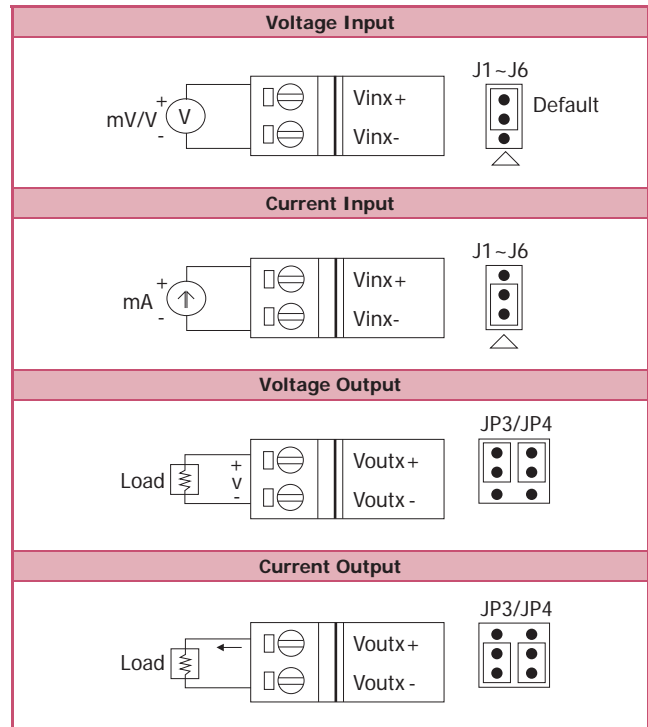 Voltage Input
J1~J6
+
mV/V V
-
Vinx+
Vinx-
Default
Current Input
J1~J6
+
mA
-
Vinx+
Vinx-
Voltage Output
JP3/JP4
Load
+
V
-
Voutx+
Voutx -
Current Output
JP3/JP4
Load
Voutx+
Voutx -